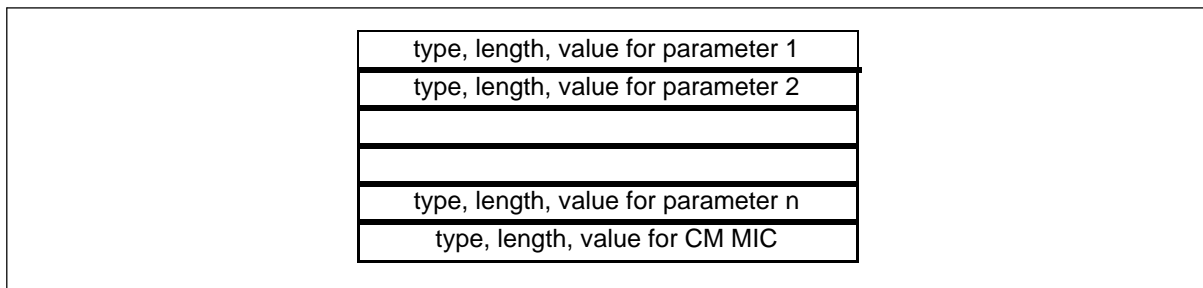 type, length, value for parameter 1
type, length, value for parameter 2
type, length, value for parameter n
type, length, value for CM MIC